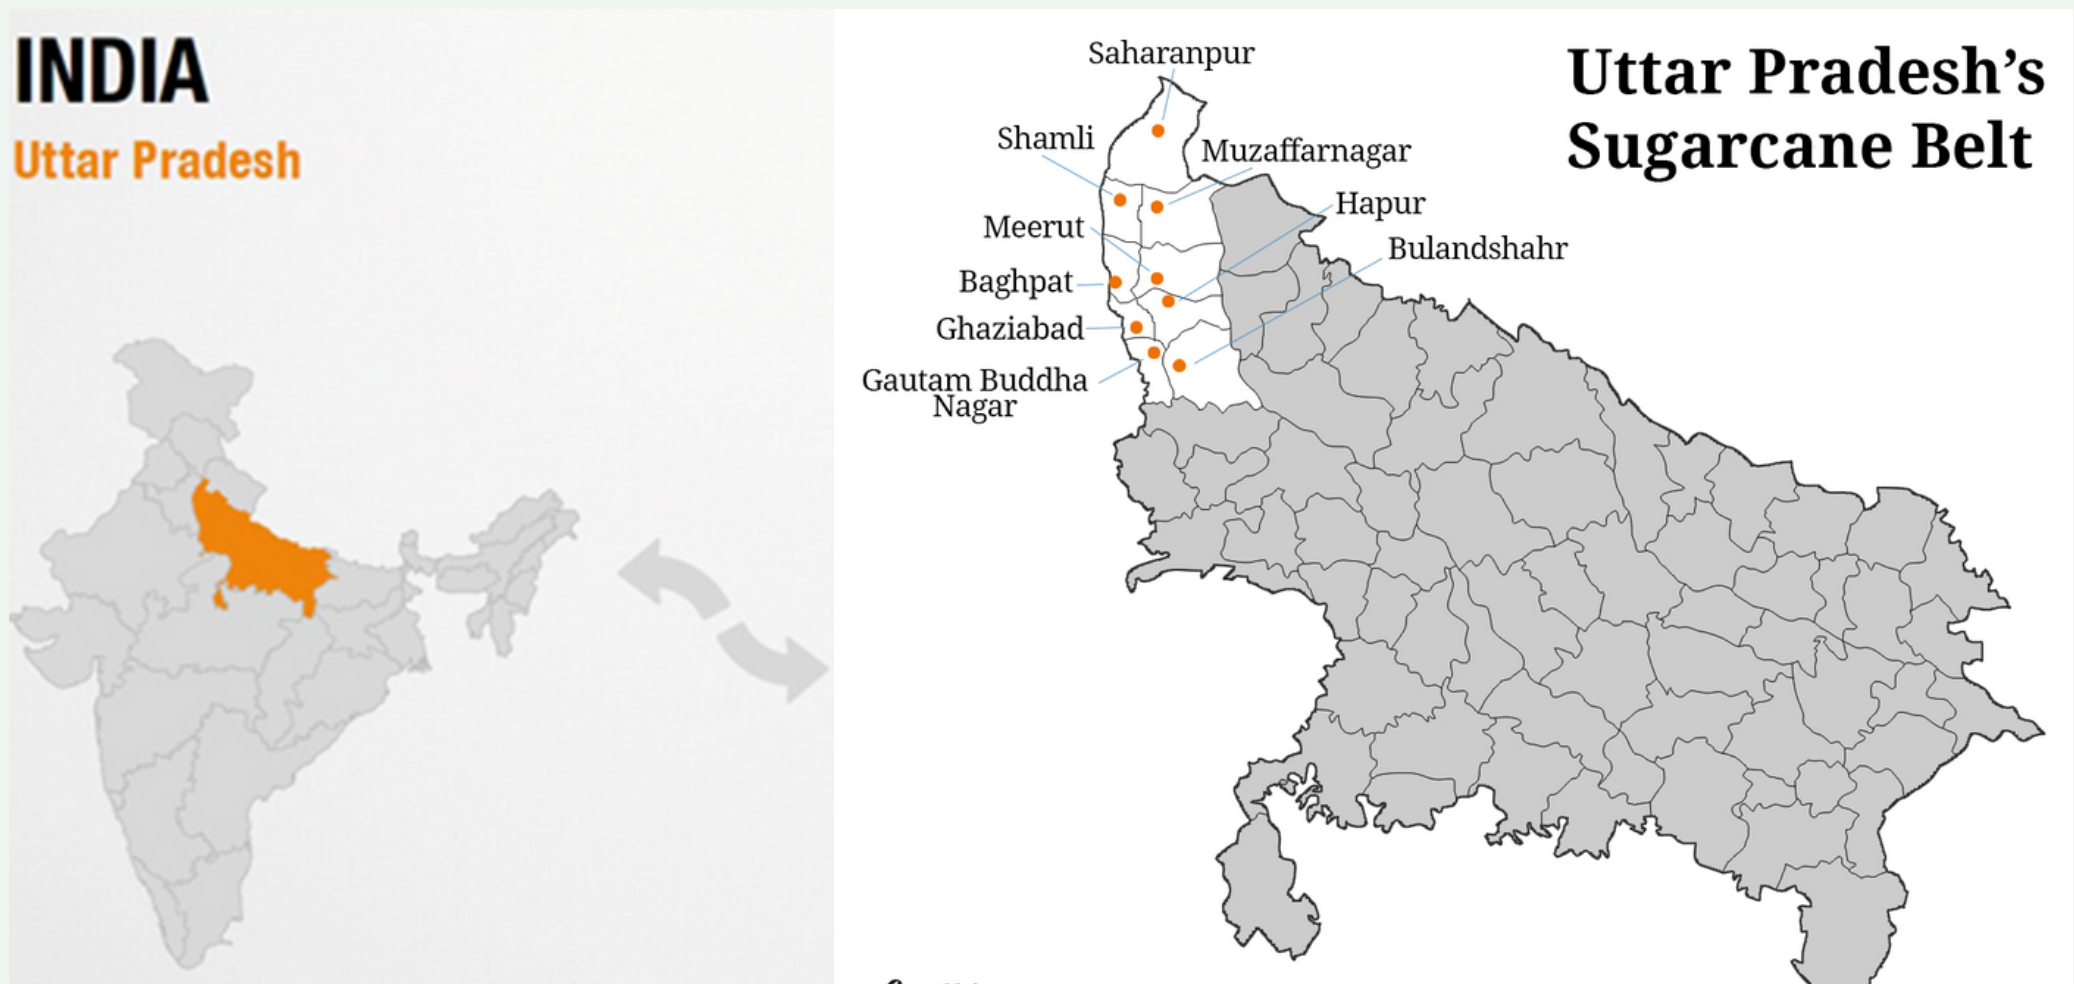 INDIA
Uttar Pradesh
Uttar Pradesh’s
Sugarcane Belt
Saharanpur
Shamli
Muzaffarnagar
Hapur
Meerut
Bulandshahr
Baghpat
Ghaziabad
Gautam Buddha
Nagar